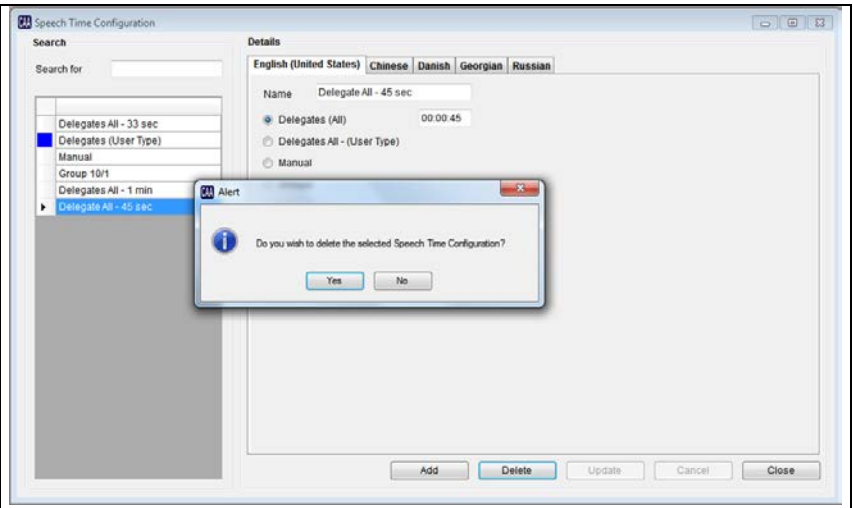 Speech Time Configuration
Search
Search for
Delegates All - 33 sec
Delegates (User Type)
Manual
Group 10/1
Delegates All - 1 min
Delegate All - 45 sec
Details
English (United States) Chinese Danish Georgian Russian
Name Delegate All - 45 sec
Delegates (All) 00:00:45
Delegates All - (User Type)
Manual
Alert
Do you wish to delete the selected Speech Time Configuration?
Yes No
Add Delete Update Cancel Close